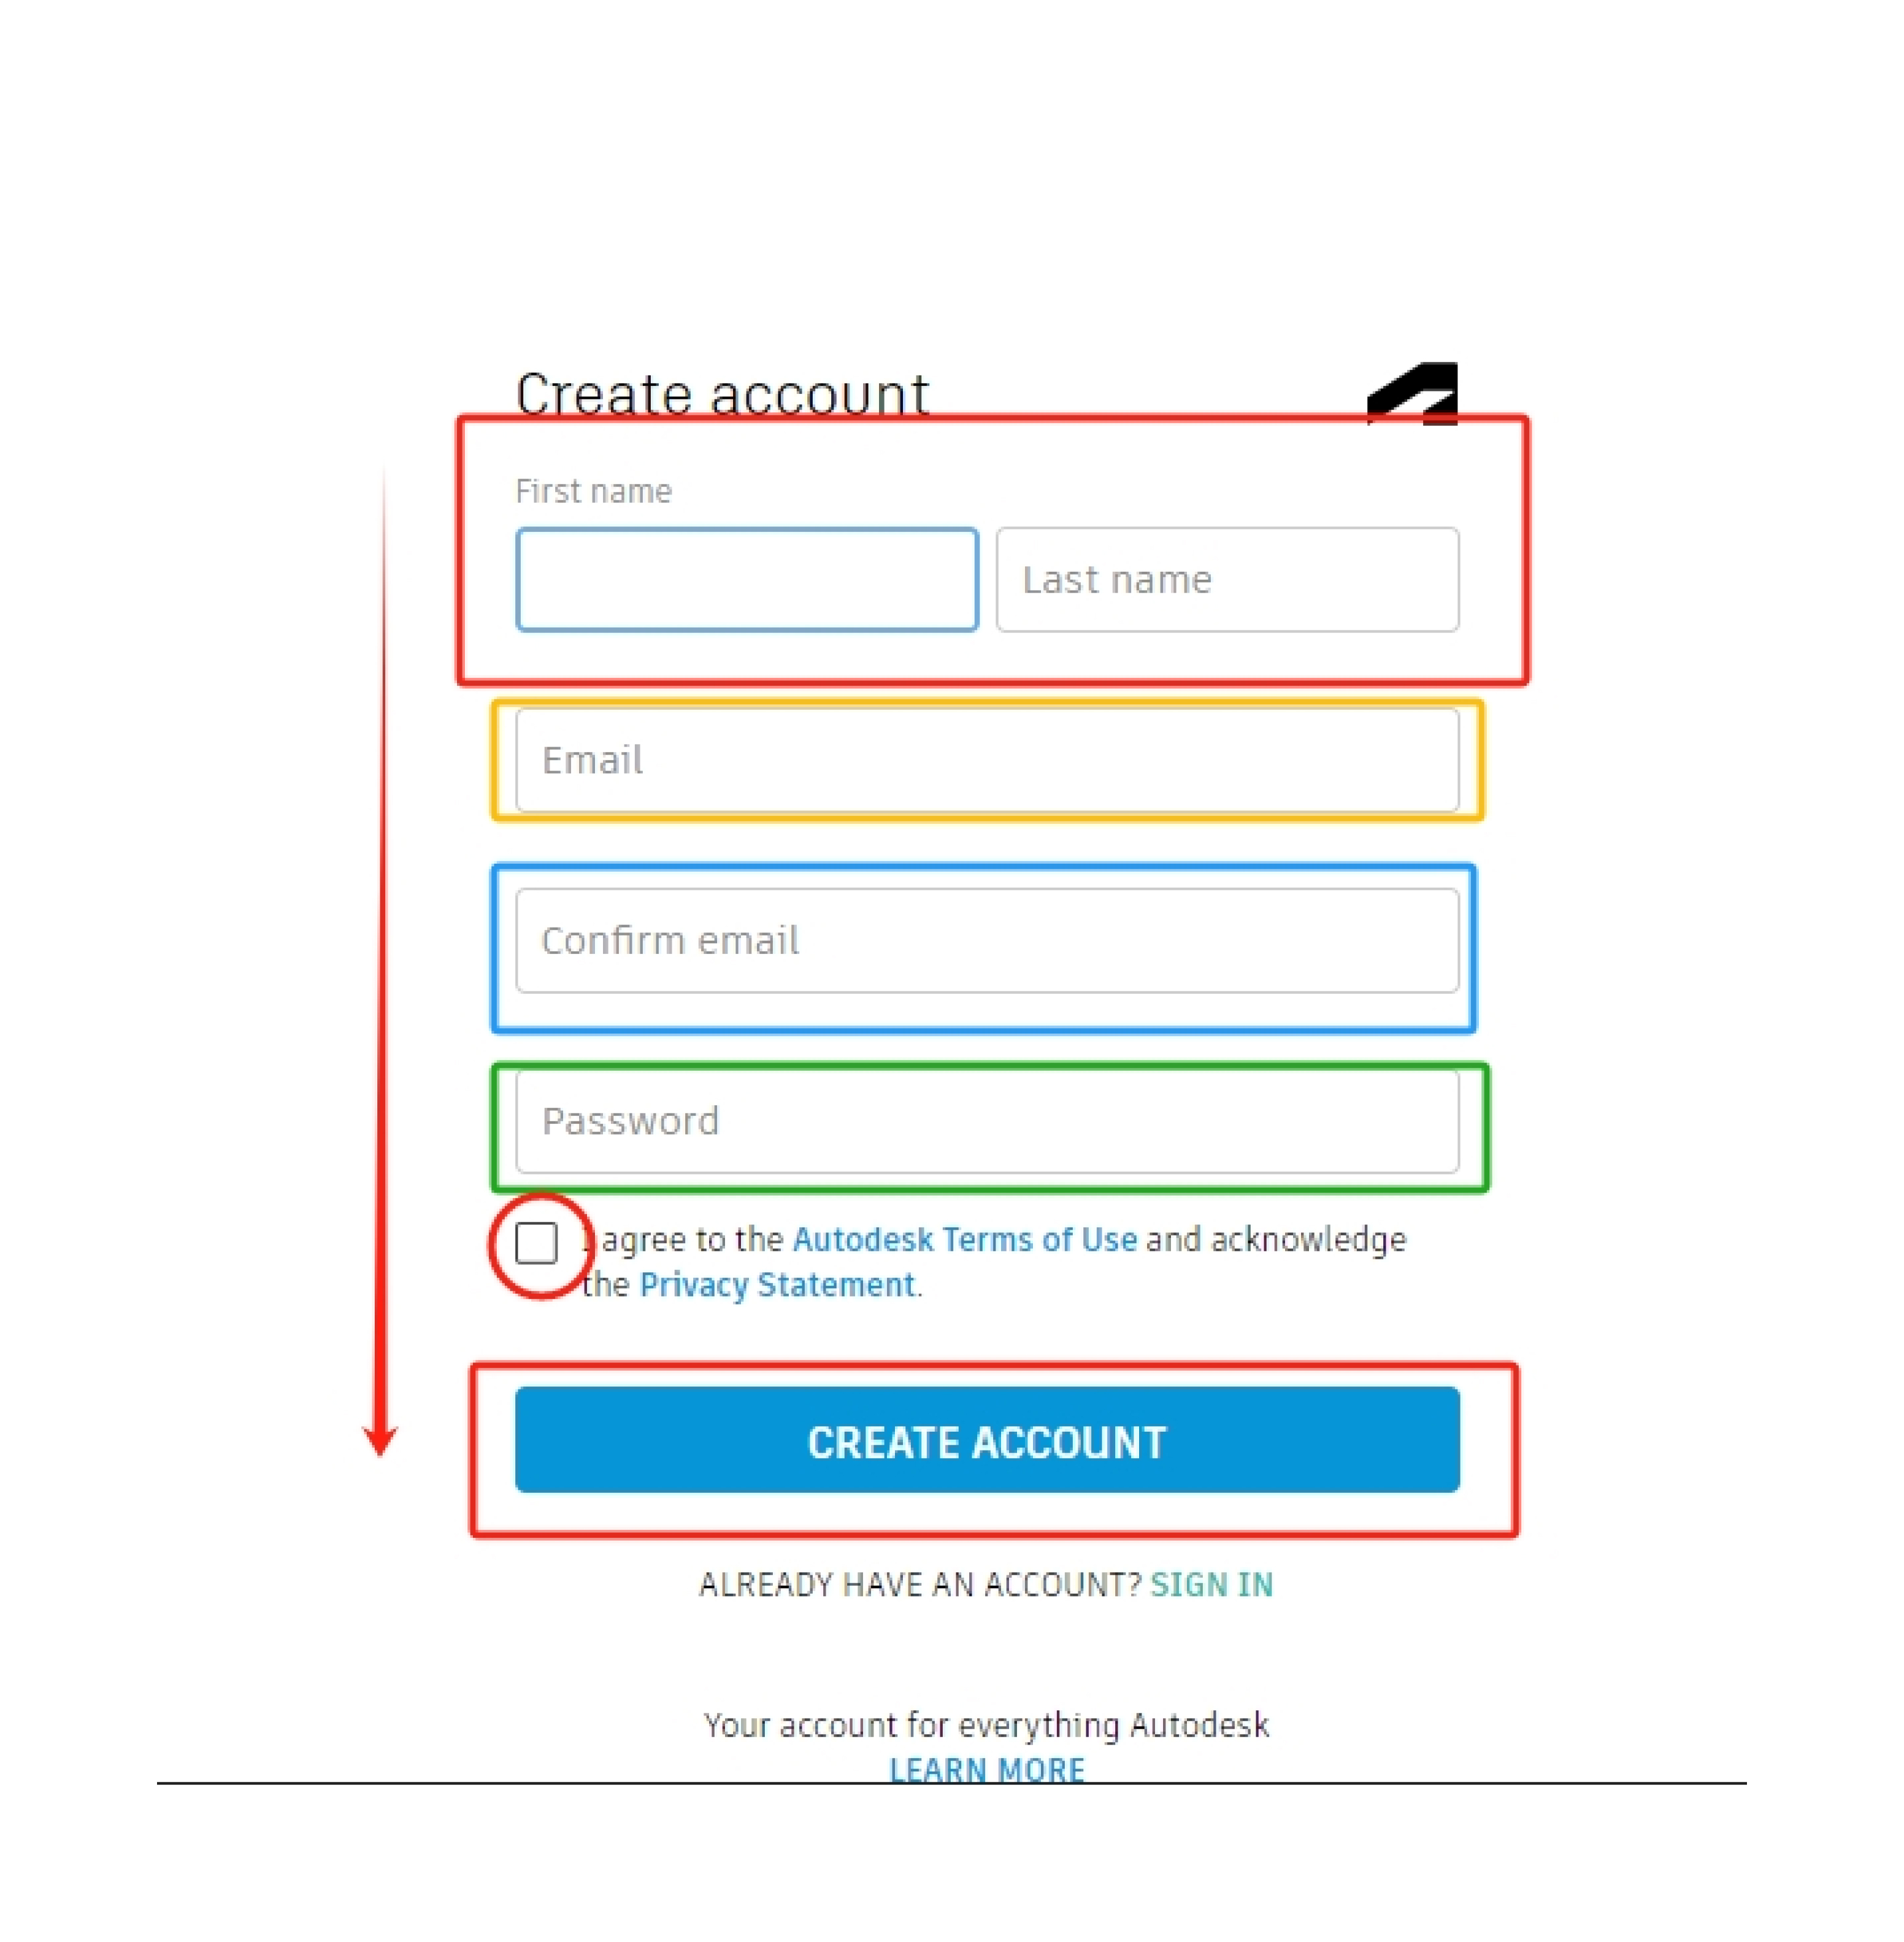 Create account
First name
Last name
Email
Confirm email
Password
I agree to the Autodesk Terms of Use and acknowledge
the Privacy Statement.
CREATE ACCOUNT
ALREADY HAVE AN ACCOUNT? SIGN IN
Your account for everything Autodesk
LEARN MORE